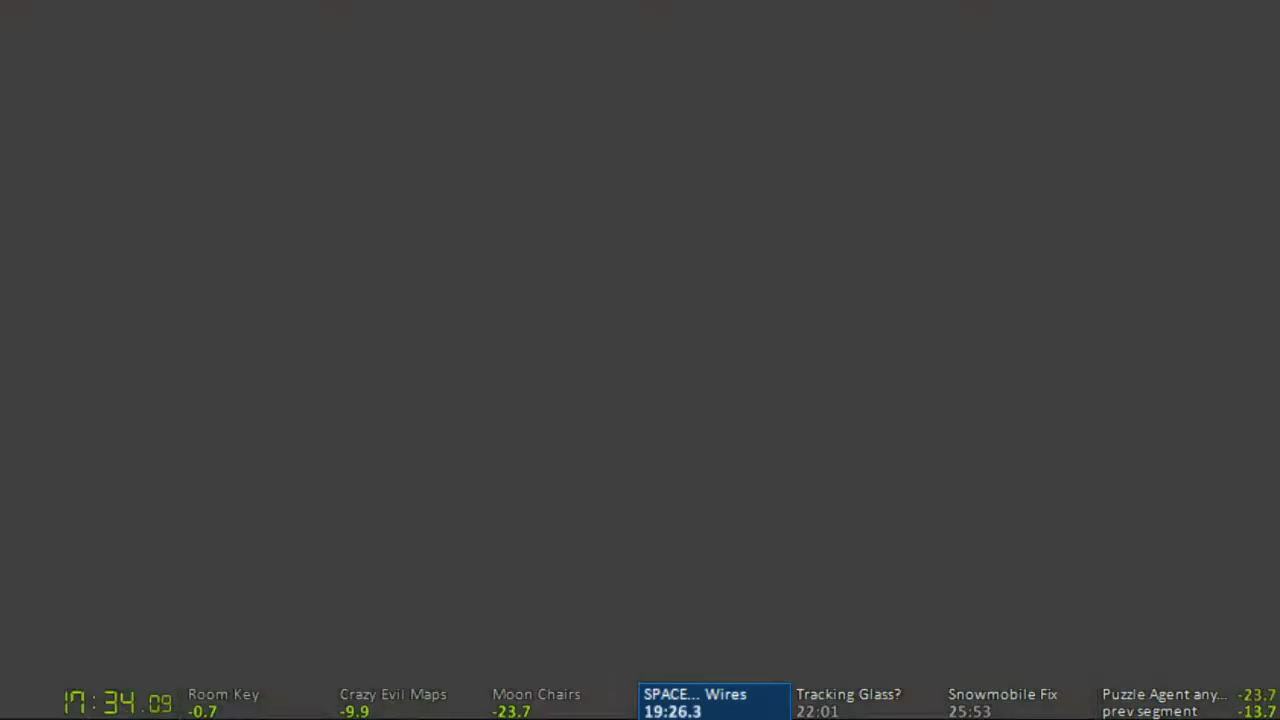 17:34.09
Room Key
-0.7
Crazy Evil Maps
-9.9
Moon Chairs
-23.7
SPACE... Wires
19:26.3
Tracking Glass?
22:01
Snowmobile Fix
25:53
Puzzle Agent any... -23.7
prev segment -13.7